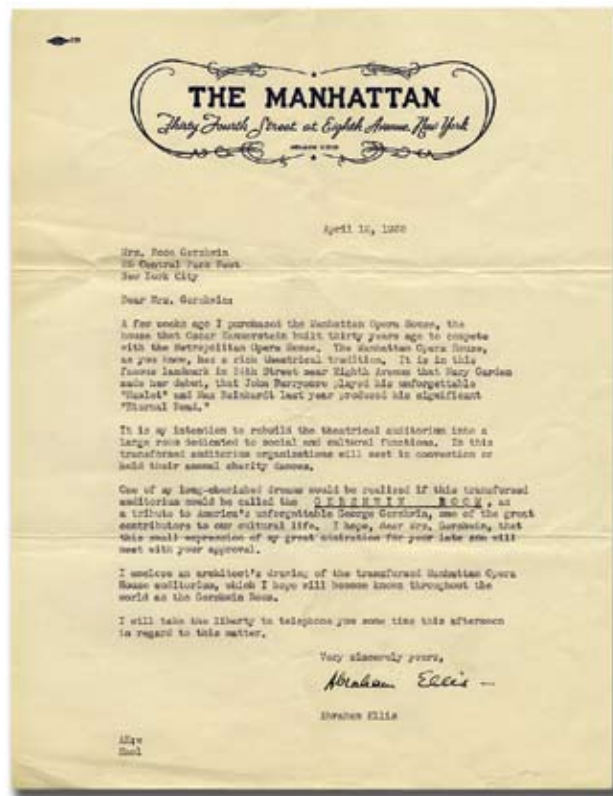 THE MANHATTAN
Thirty Fourth Street at Eighth Avenue, New York
April 12, 1938
Mrs. Rose Gershwin
Central Park West
New York City
Dear Mrs. Gershwin:
A few weeks ago I purchased the Manhattan Opera House, the
house that Oscar Hammerstein built thirty years ago to compete
with the Metropolitan Opera House. The Manhattan Opera House,
as you know, has a rich theatrical tradition. It is in this
famous landmark in 34th Street near Eighth Avenue that Mary Garden
made her debut, that John Barrymore played his unforgettable
"Hamlet" and Max Reinhardt last year produced his significant
"Eternal Road."
It is my intention to rebuild the theatrical auditorium into a
large room dedicated to social and cultural functions. In this
transformed auditorium organizations will meet in convention or
hold their annual charity dances.
One of my long-cherished dreams would be realized if this transformed
auditorium would be called the GERSHWIN ROOM, as
a tribute to America's unforgettable George Gershwin, one of the great
contributors to our cultural life. I hope, dear Mrs. Gershwin, that
this small expression of my great admiration for your late son will
meet with your approval.
I enclose an architect's drawing of the transformed Manhattan Opera
House auditorium, which I hope will become known throughout the
world as the Gershwin Room.
I will take the liberty to telephone you some time this afternoon
in regard to this matter.
Very sincerely yours,
Abraham Ellis
Abraham Ellis
Encl